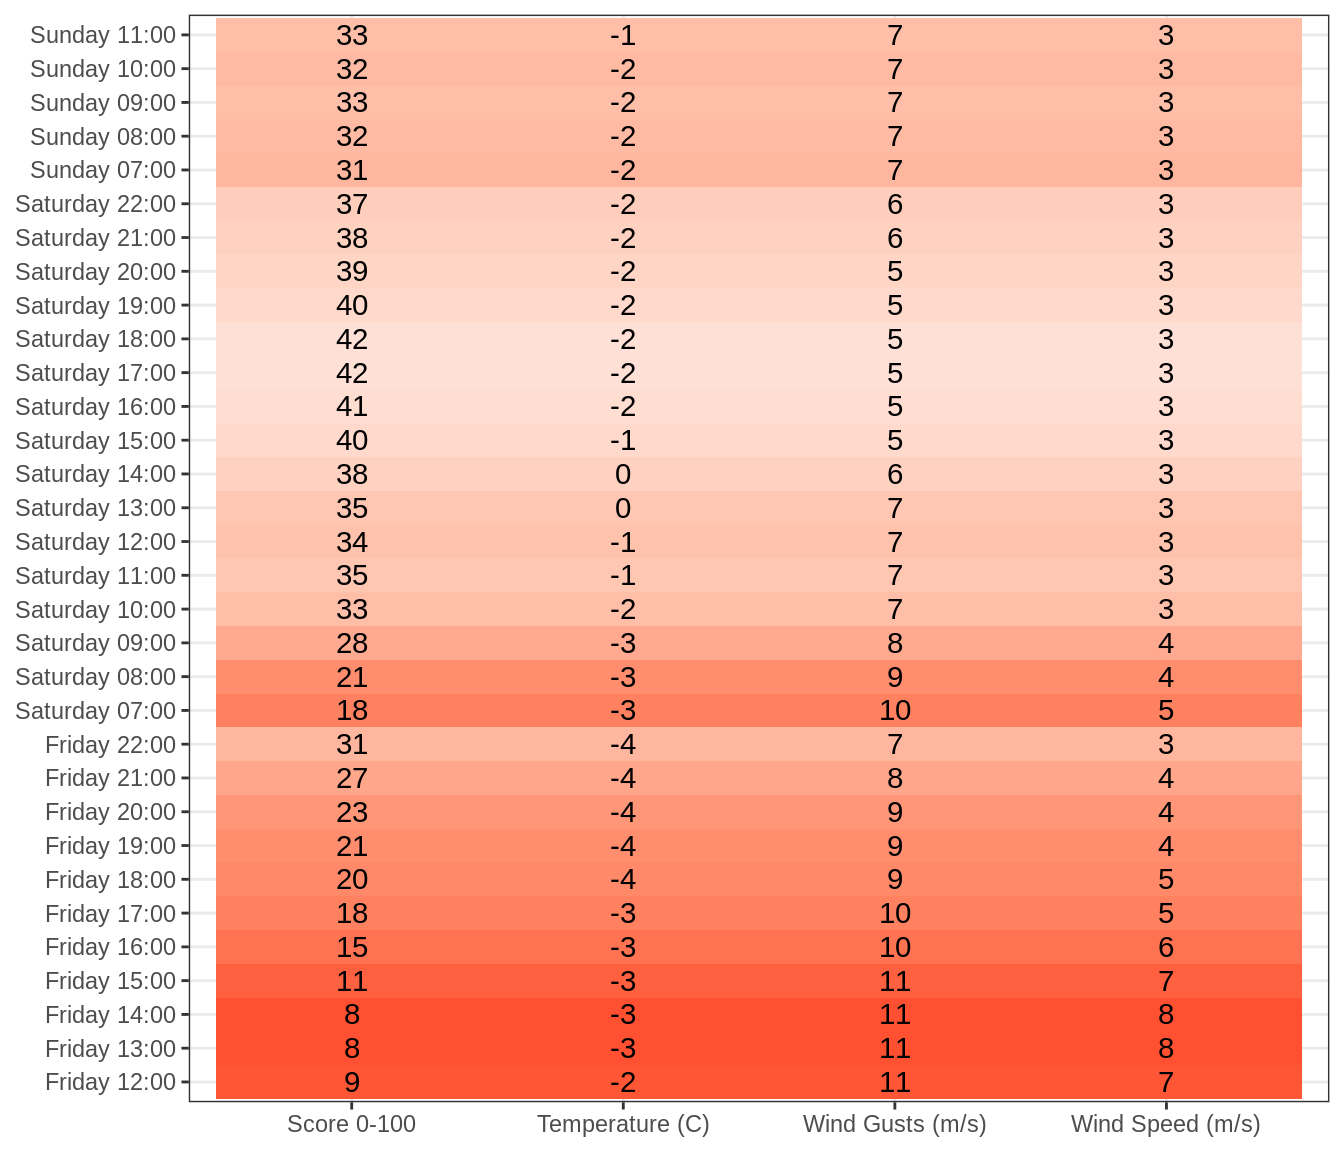 Sunday 11:00 33 -1 7 3
Sunday 10:00 32 -2 7 3
Sunday 09:00 33 -2 7 3
Sunday 08:00 32 -2 7 3
Sunday 07:00 31 -2 7 3
Saturday 22:00 37 -2 6 3
Saturday 21:00 38 -2 6 3
Saturday 20:00 39 -2 5 3
Saturday 19:00 40 -2 5 3
Saturday 18:00 42 -2 5 3
Saturday 17:00 42 -2 5 3
Saturday 16:00 41 -2 5 3
Saturday 15:00 40 -1 5 3
Saturday 14:00 38 0 6 3
Saturday 13:00 35 0 7 3
Saturday 12:00 34 -1 7 3
Saturday 11:00 35 -1 7 3
Saturday 10:00 33 -2 7 3
Saturday 09:00 28 -3 8 4
Saturday 08:00 21 -3 9 4
Saturday 07:00 18 -3 10 5
Friday 22:00 31 -4 7 3
Friday 21:00 27 -4 8 4
Friday 20:00 23 -4 9 4
Friday 19:00 21 -4 9 4
Friday 18:00 20 -4 9 5
Friday 17:00 18 -3 10 5
Friday 16:00 15 -3 10 6
Friday 15:00 11 -3 11 7
Friday 14:00 8 -3 11 8
Friday 13:00 8 -3 11 8
Friday 12:00 9 -2 11 7
Score 0-100 Temperature (C) Wind Gusts (m/s) Wind Speed (m/s)